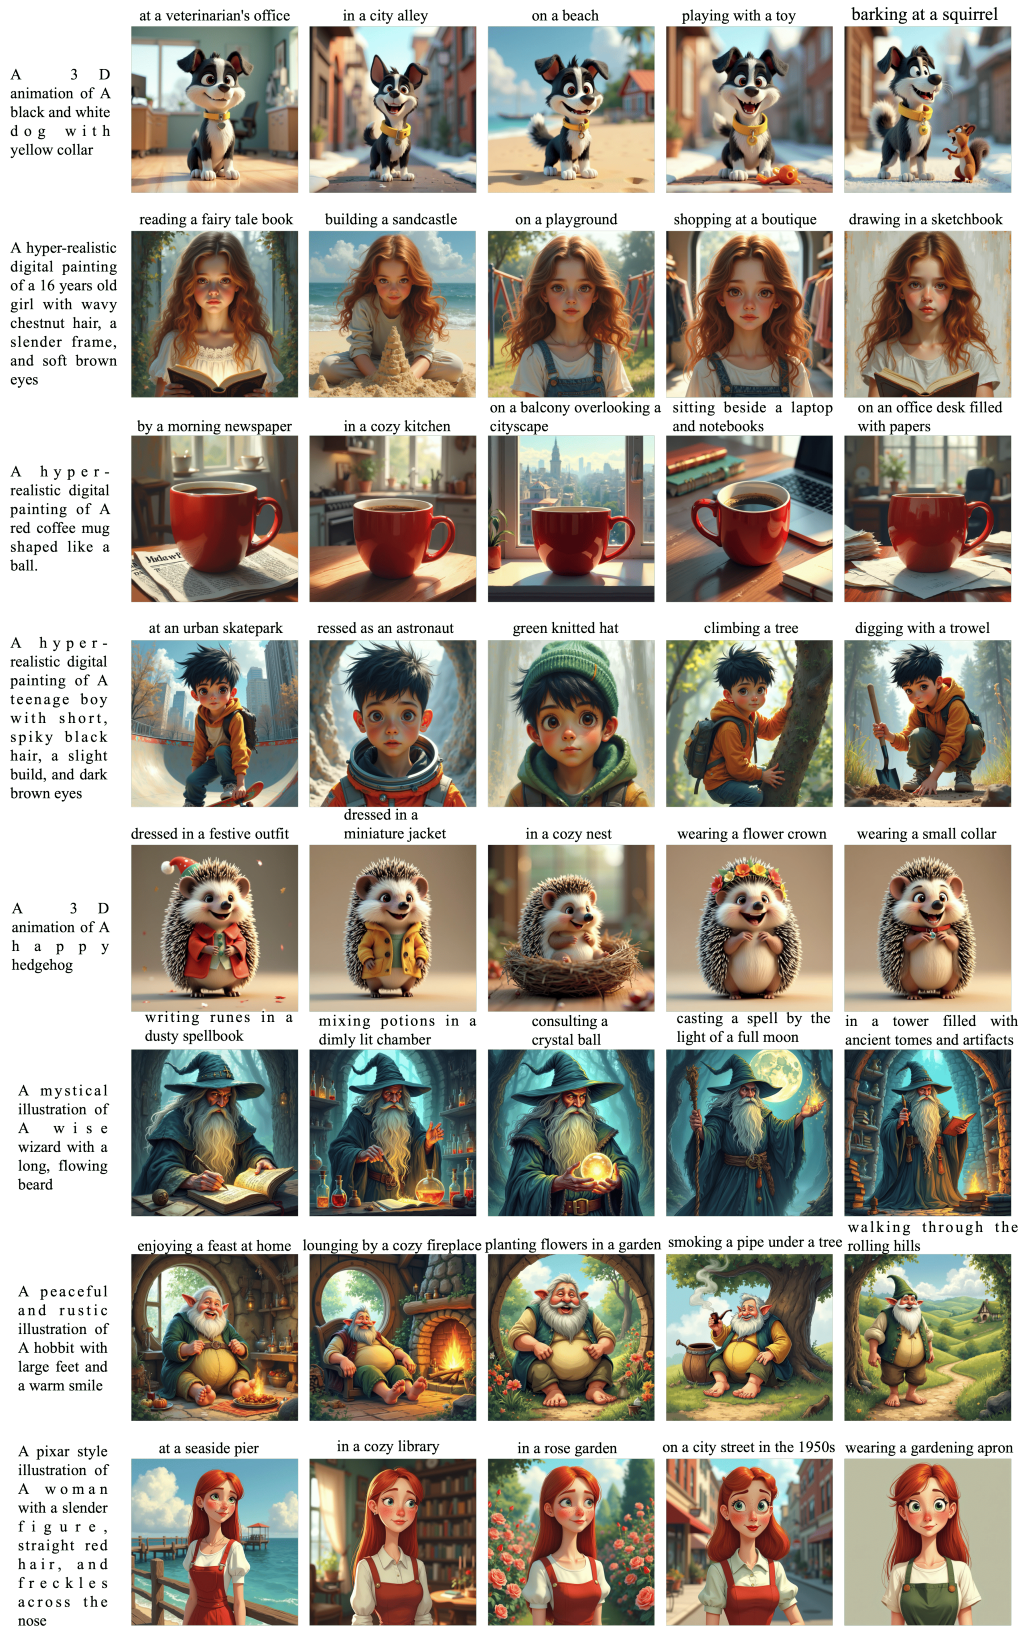 at a veterinarian's office
in a city alley
on a beach
playing with a toy
barking at a squirrel
A 3 D
animation of A
black and white
dog with
yellow collar
reading a fairy tale book
building a sandcastle
on a playground
shopping at a boutique
drawing in a sketchbook
A hyper-realistic
digital painting
of a 16 years old
girl with wavy
chestnut hair, a
slender frame,
and soft brown
eyes
by a morning newspaper
in a cozy kitchen
on a balcony overlooking a
cityscape
sitting beside a laptop
and notebooks
on an office desk filled
with papers
A hyper-
realistic digital
painting of A
red coffee mug
shaped like a
ball.
at an urban skatepark
ressed as an astronaut
green knitted hat
climbing a tree
digging with a trowel
A hyper-
realistic digital
painting of A
teenage boy
with short,
spiky black
hair, a slight
build, and dark
brown eyes
dressed in a festive outfit
dressed in a
miniature jacket
in a cozy nest
wearing a flower crown
wearing a small collar
A 3 D
animation of A
happy
hedgehog
writing runes in a
dusty spellbook
mixing potions in a
dimly lit chamber
consulting a
crystal ball
casting a spell by the
light of a full moon
in a tower filled with
ancient tomes and artifacts
A mystical
illustration of
A wise
wizard with a
long, flowing
beard
enjoying a feast at home
lounging by a cozy fireplace
planting flowers in a garden
smoking a pipe under a tree
walking through the
rolling hills
A peaceful
and rustic
illustration of
A hobbit with
large feet and
a warm smile
at a seaside pier
in a cozy library
in a rose garden
on a city street in the 1950s
wearing a gardening apron
A pixar style
illustration of
A woman
with a slender
figure,
straight red
hair, and
freckles
across the
nose